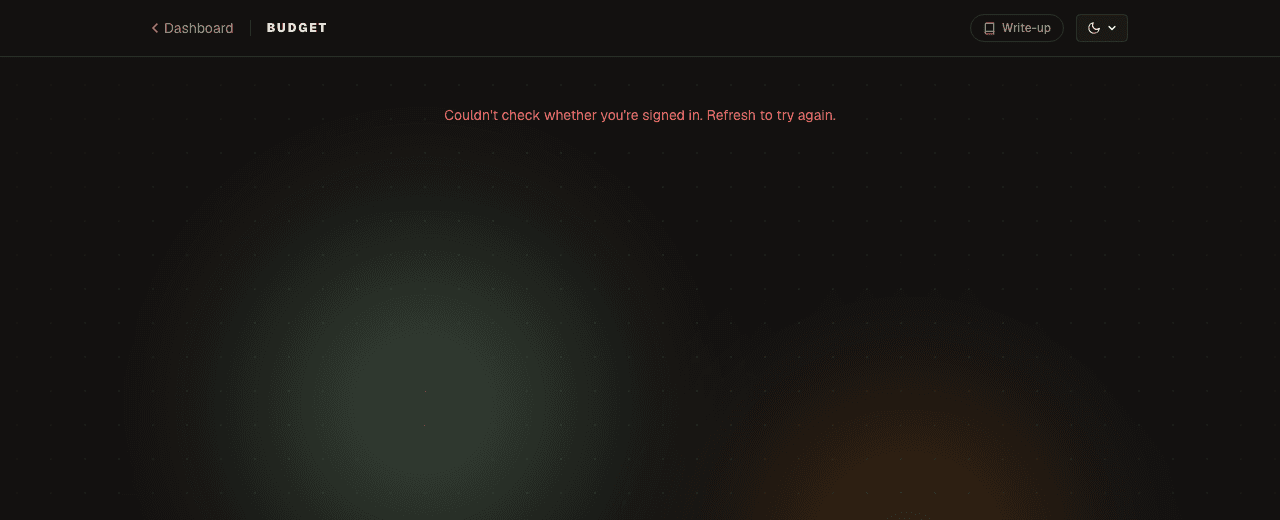 Dashboard
BUDGET
Write-up
Couldn't check whether you're signed in. Refresh to try again.